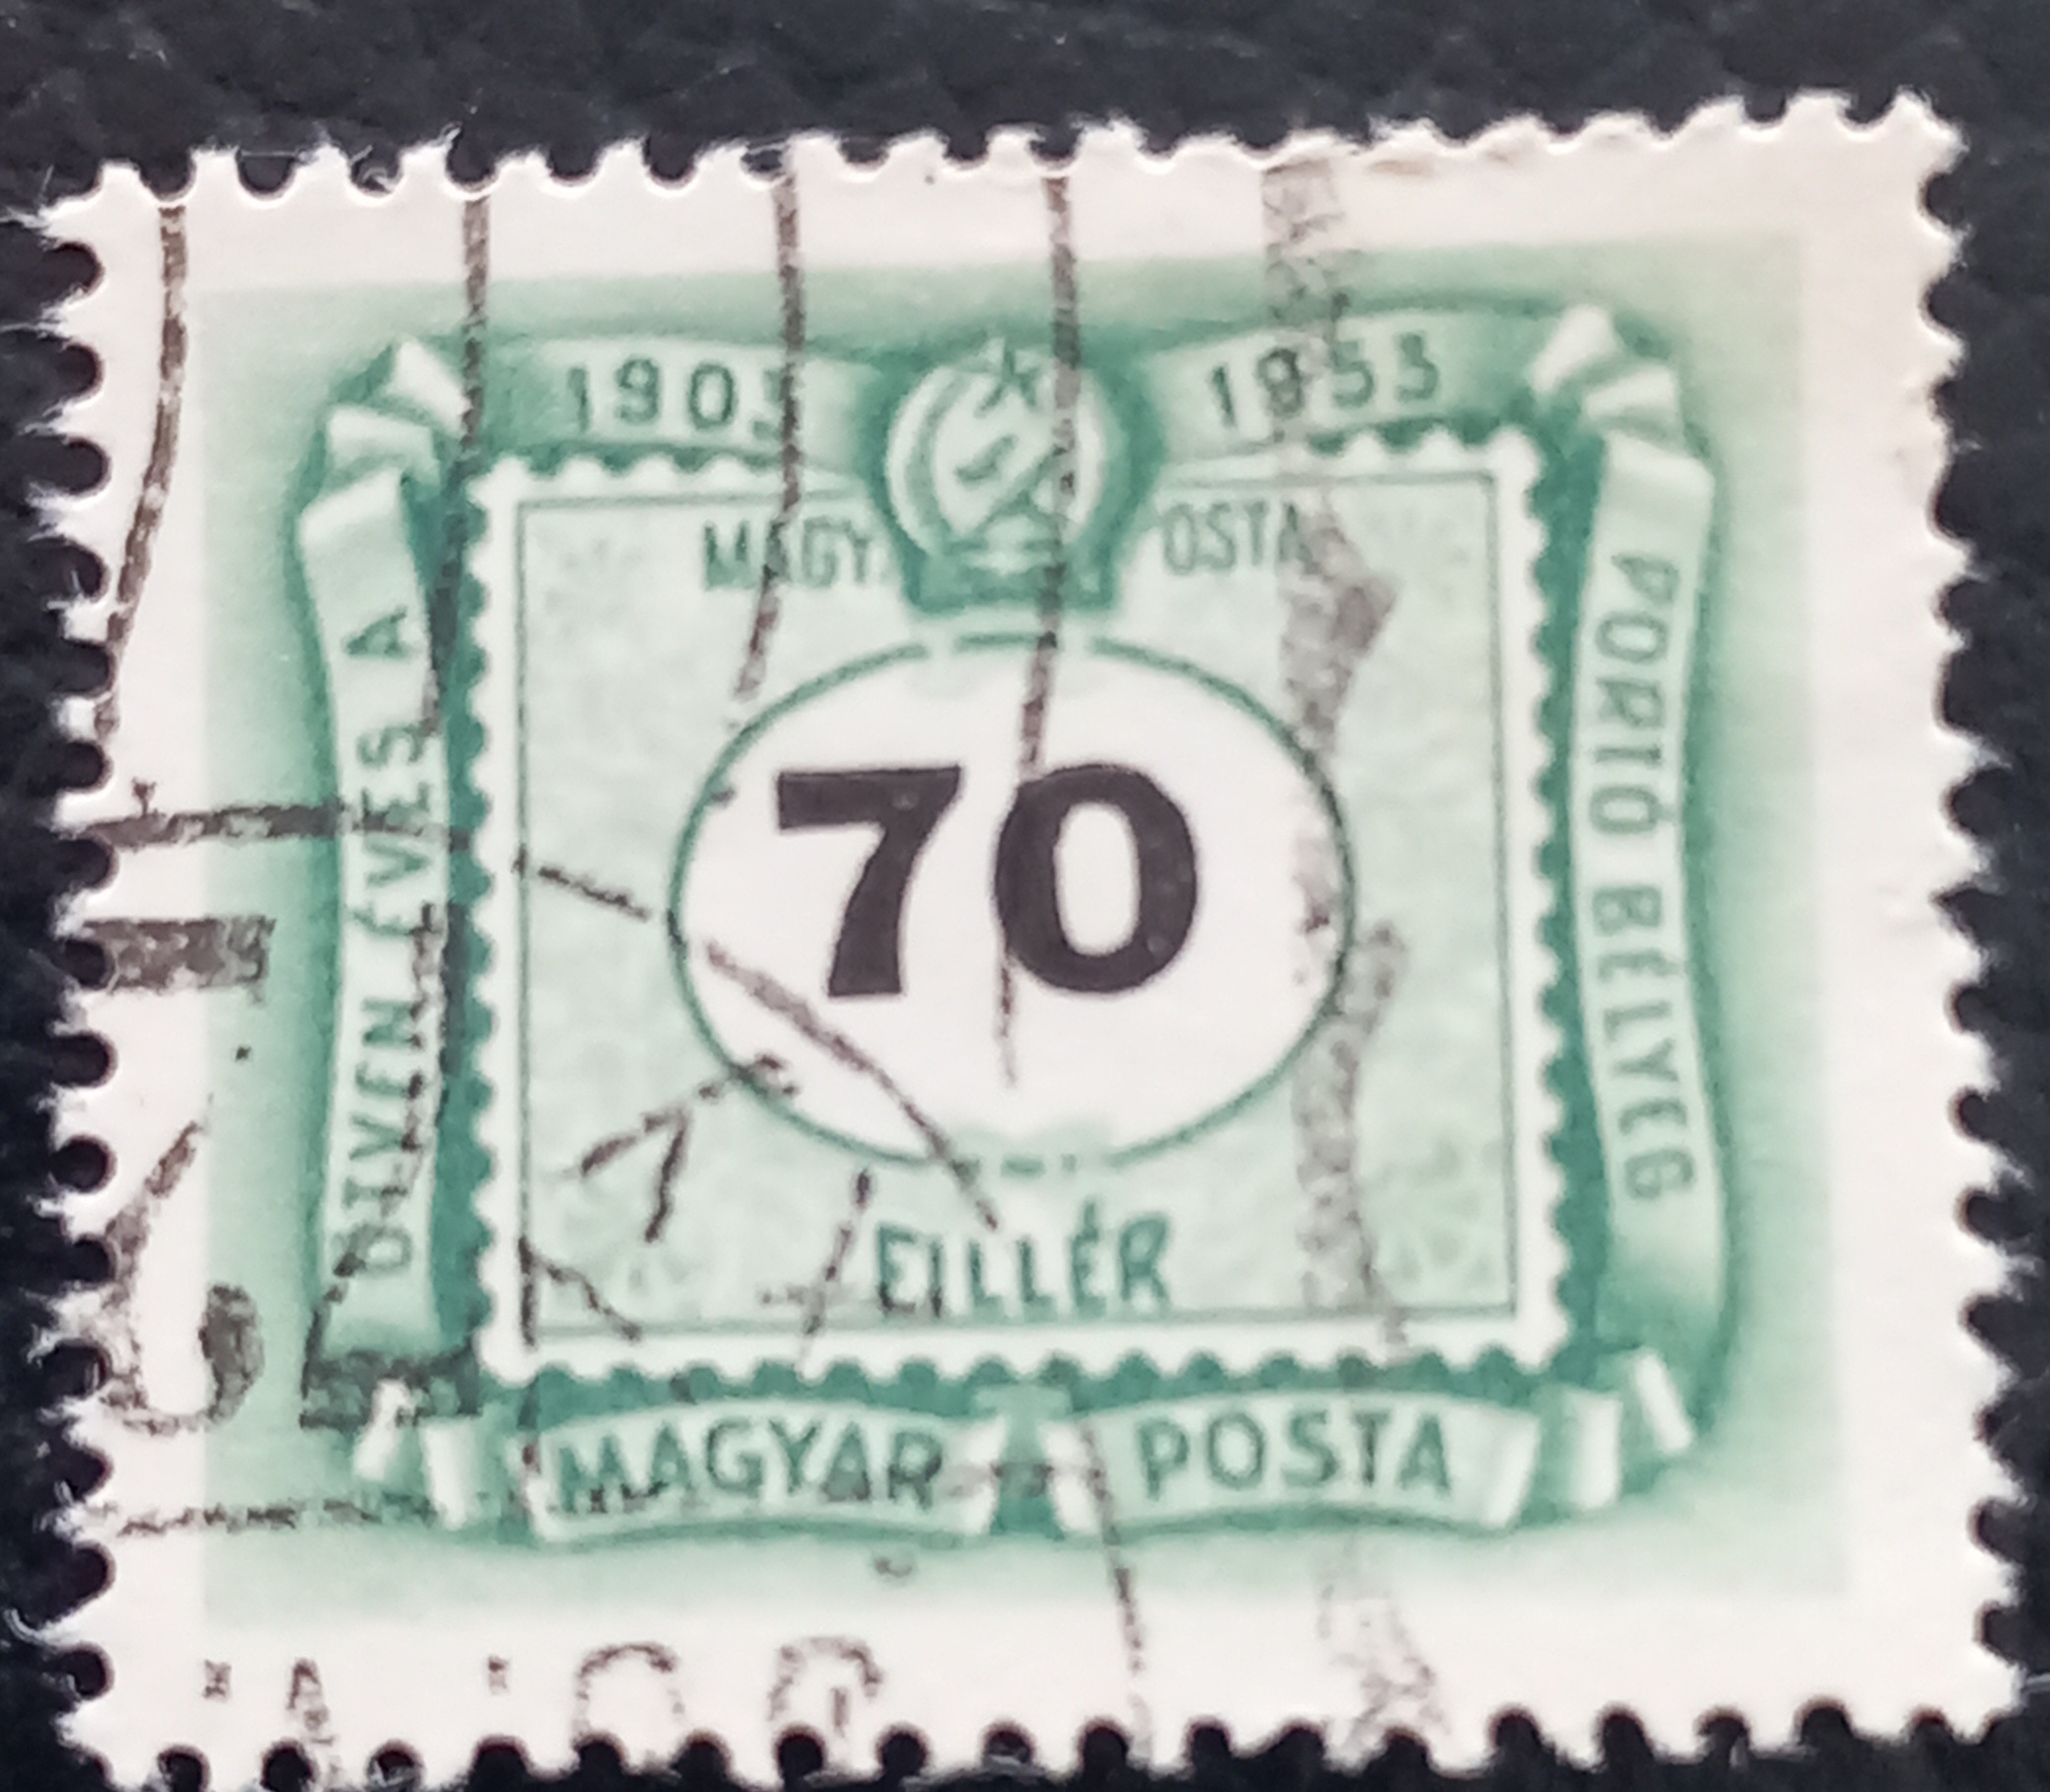 1903 1953
MAGY OSTA
ÖTVEN ÉVES A
PORTÓ BÉLYEG
70
FILLÉR
MAGYAR POSTA